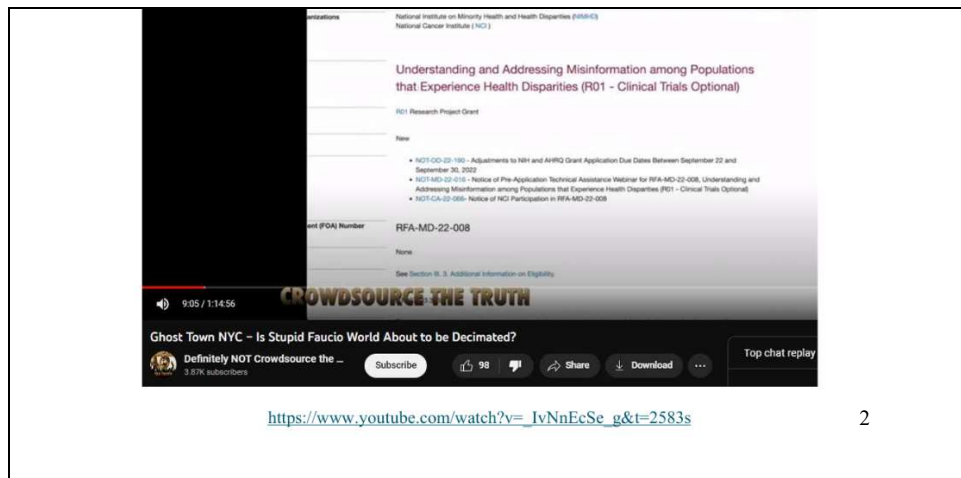 anizations
National Institute on Minority Health and Health Disparities (NIMHD)
National Cancer Institute ( NCI )
Understanding and Addressing Misinformation among Populations
that Experience Health Disparities (R01 - Clinical Trials Optional)
R01 Research Project Grant
New
• NOT-OD-22-190 - Adjustments to NIH and AHRQ Grant Application Due Dates Between September 22 and
September 30, 2022
• NOT-MD-22-016 - Notice of Pre-Application Technical Assistance Webinar for RFA-MD-22-008, Understanding and
Addressing Misinformation among Populations that Experience Health Disparities (R01 - Clinical Trials Optional)
• NOT-CA-22-066- Notice of NCI Participation in RFA-MD-22-008
ent (FOA) Number
RFA-MD-22-008
None
See Section III. 3. Additional Information on Eligibility.
9:05 / 1:14:56
CROWDSOURCE THE TRUTH
Ghost Town NYC – Is Stupid Faucio World About to be Decimated?
Definitely NOT Crowdsource the ...
3.87K subscribers
Subscribe
98
Share
Download
Top chat replay
https://www.youtube.com/watch?v=_IvNnEcSe_g&t=2583s
2